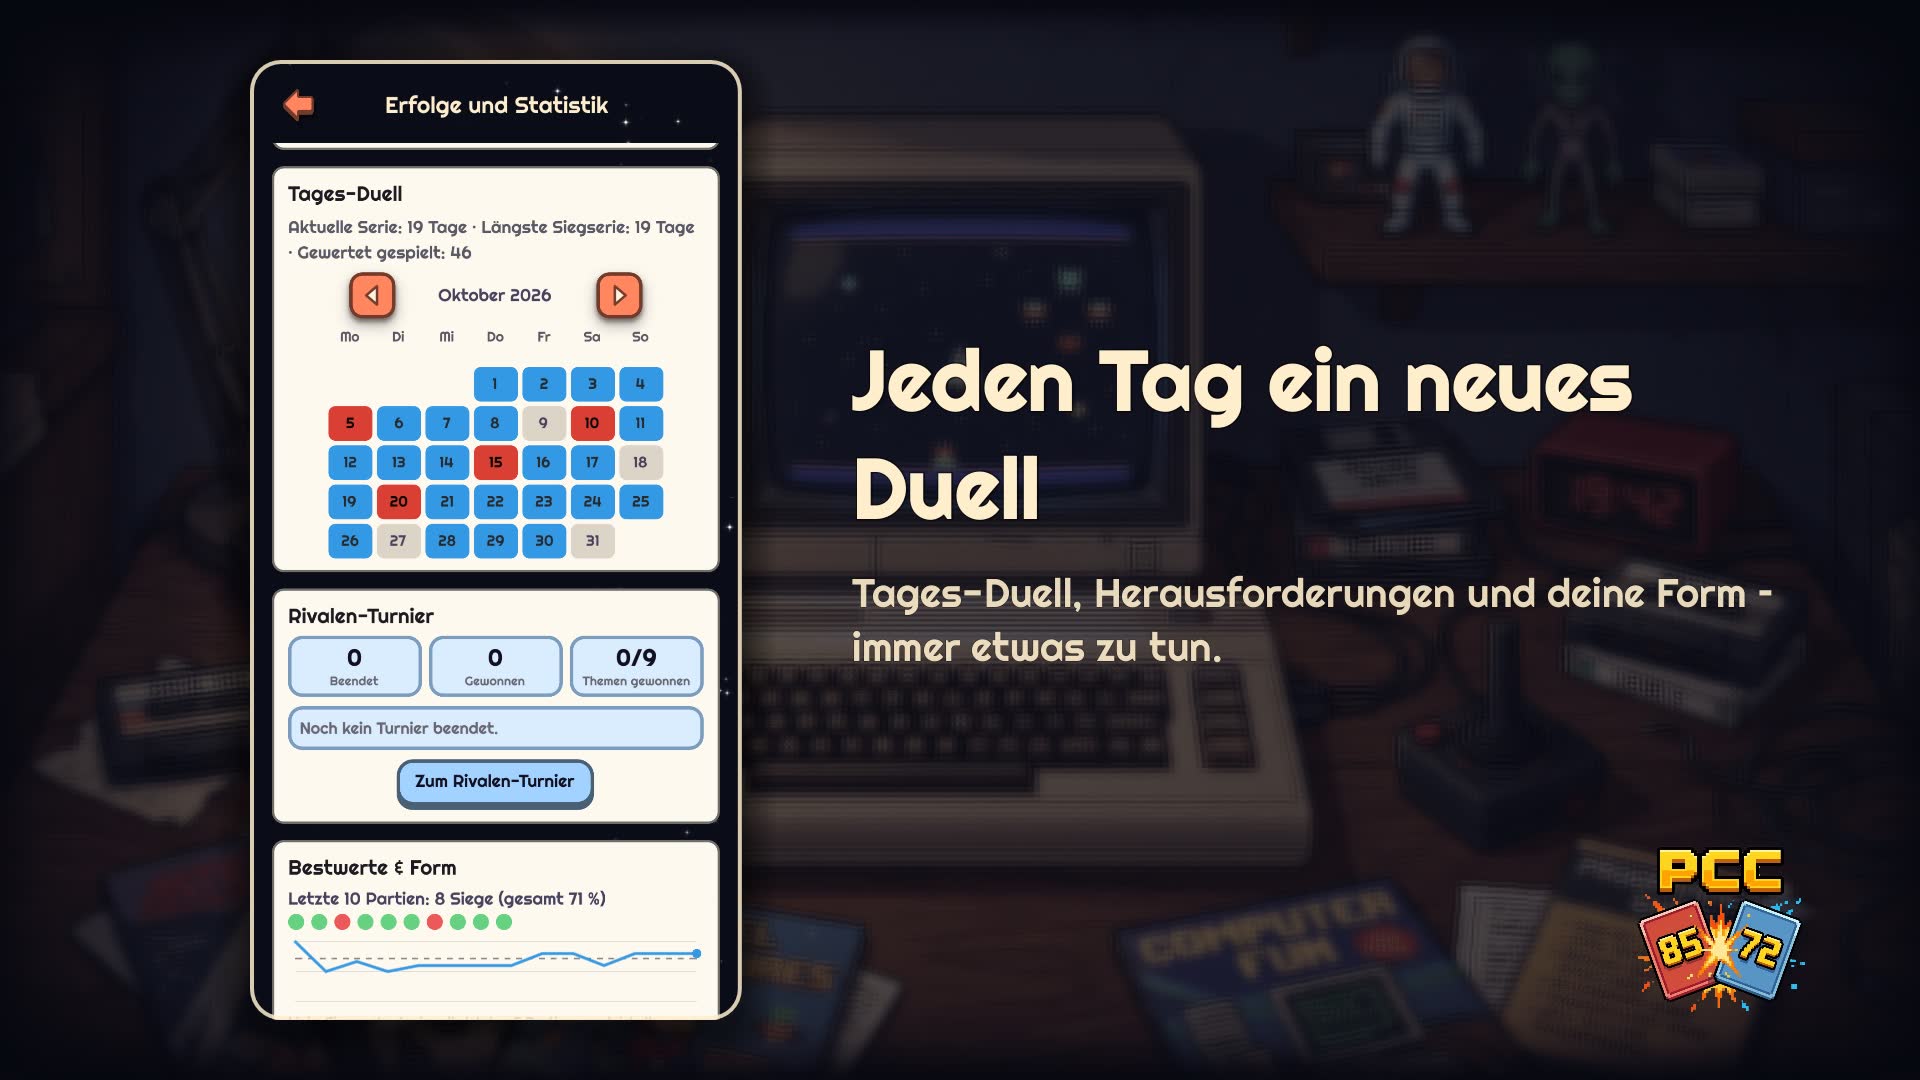 Erfolge und Statistik
Tages-Duell
Aktuelle Serie: 19 Tage · Längste Siegserie: 19 Tage
· Gewertet gespielt: 46
Oktober 2026
Mo Di Mi Do Fr Sa So
1 2 3 4
5 6 7 8 9 10 11
12 13 14 15 16 17 18
19 20 21 22 23 24 25
26 27 28 29 30 31
Rivalen-Turnier
0 0 0/9
Beendet Gewonnen Themen gewonnen
Noch kein Turnier beendet.
Zum Rivalen-Turnier
Bestwerte & Form
Letzte 10 Partien: 8 Siege (gesamt 71 %)
Jeden Tag ein neues
Duell
Tages-Duell, Herausforderungen und deine Form -
immer etwas zu tun.
19:42
COMPUTER
FUN
PCC
85 72